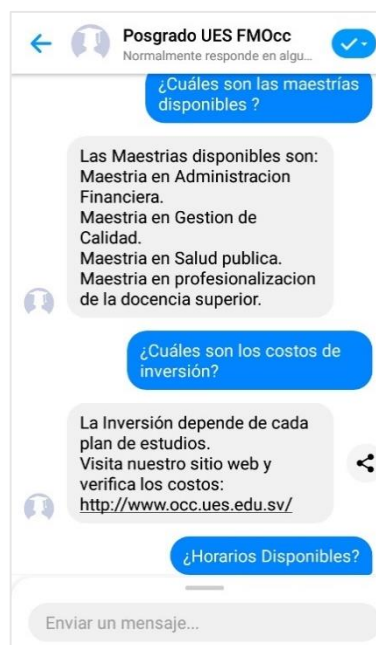 Posgrado UES FMOcc
Normalmente responde en algu...
¿Cuáles son las maestrías
disponibles ?
Las Maestrias disponibles son:
Maestria en Administracion
Financiera.
Maestria en Gestion de
Calidad.
Maestria en Salud publica.
Maestria en profesionalizacion
de la docencia superior.
¿Cuáles son los costos de
inversión?
La Inversión depende de cada
plan de estudios.
Visita nuestro sitio web y
verifica los costos:
http://www.occ.ues.edu.sv/
¿Horarios Disponibles?
Enviar un mensaje...